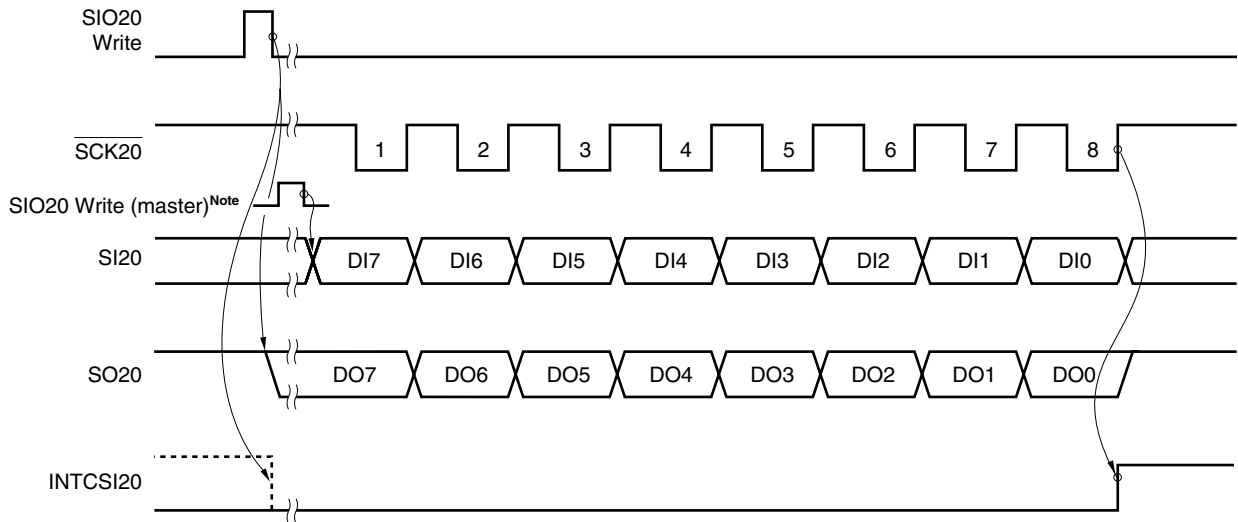 SIO20
Write
SCK20
1 2 3 4 5 6 7 8
SIO20 Write (master)Note
SI20
DI7 DI6 DI5 DI4 DI3 DI2 DI1 DI0
SO20
DO7 DO6 DO5 DO4 DO3 DO2 DO1 DO0
INTCSI20